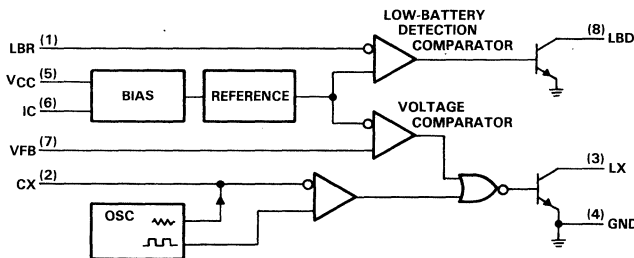 LOW-BATTERY
DETECTION
COMPARATOR
LBR (1)
(8) LBD
VCC (5)
IC (6)
BIAS
REFERENCE
VOLTAGE
COMPARATOR
VFB (7)
CX (2)
(3) LX
OSC
(4) GND